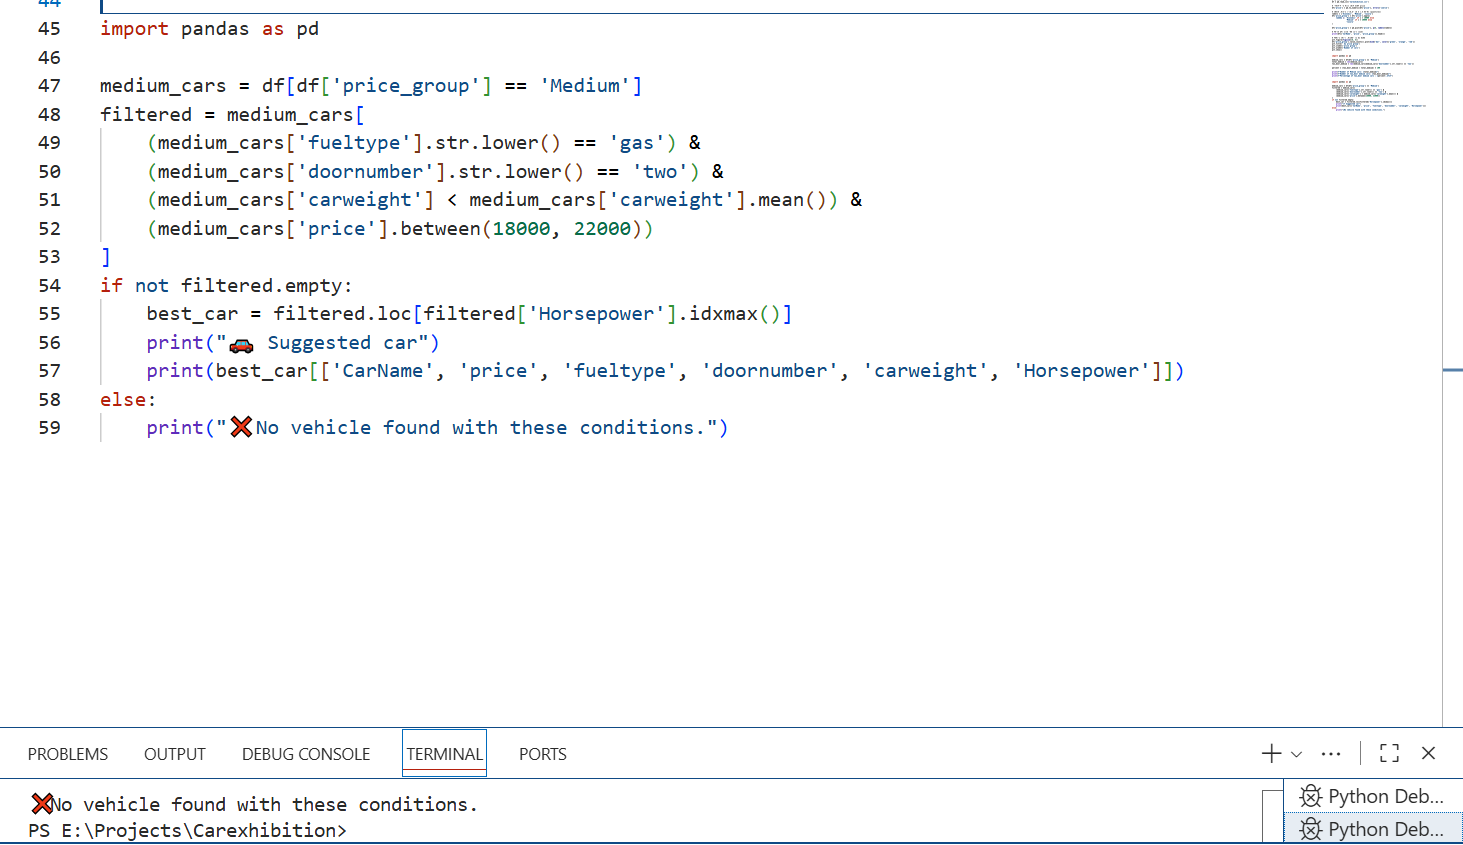 44
45 import pandas as pd
46
47 medium_cars = df[df['price_group'] == 'Medium']
48 filtered = medium_cars[
49     (medium_cars['fueltype'].str.lower() == 'gas') &
50     (medium_cars['doornumber'].str.lower() == 'two') &
51     (medium_cars['carweight'] < medium_cars['carweight'].mean()) &
52     (medium_cars['price'].between(18000, 22000))
53 ]
54 if not filtered.empty:
55     best_car = filtered.loc[filtered['Horsepower'].idxmax()]
56     print("🚗 Suggested car")
57     print(best_car[['CarName', 'price', 'fueltype', 'doornumber', 'carweight', 'Horsepower']])
58 else:
59     print("❌No vehicle found with these conditions.")
PROBLEMS OUTPUT DEBUG CONSOLE TERMINAL PORTS
❌No vehicle found with these conditions.
PS E:\Projects\Carexhibition>
Python Deb...
Python Deb...